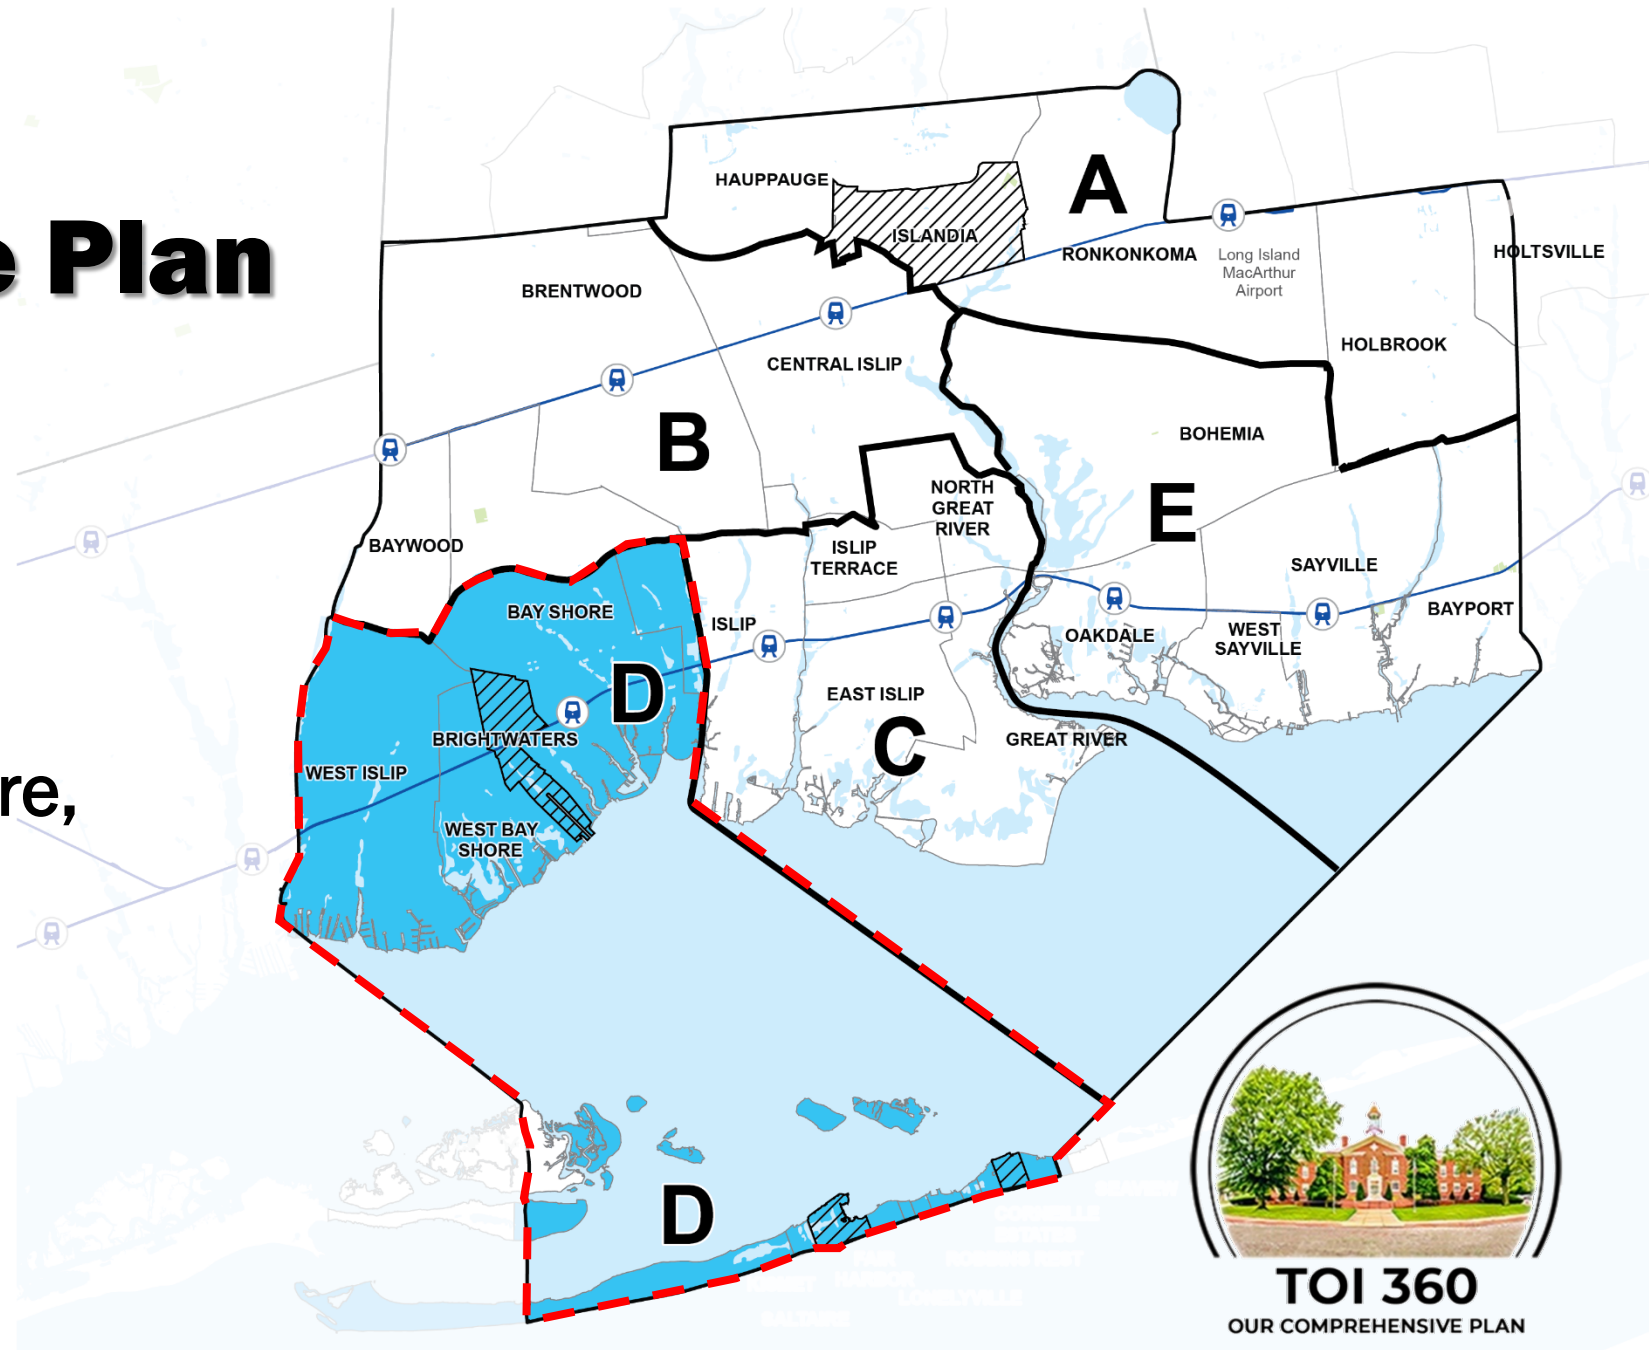 e Plan
re,
HAUPPAUGE
ISLANDIA
A
RONKONKOMA
Long Island
MacArthur
Airport
HOLTSVILLE
BRENTWOOD
HOLBROOK
CENTRAL ISLIP
B
BOHEMIA
NORTH
GREAT
RIVER
E
BAYWOOD
ISLIP
TERRACE
SAYVILLE
BAY SHORE
ISLIP
BAYPORT
OAKDALE
WEST
SAYVILLE
D
EAST ISLIP
C
GREAT RIVER
BRIGHTWATERS
WEST ISLIP
WEST BAY
SHORE
D
TOI 360
OUR COMPREHENSIVE PLAN